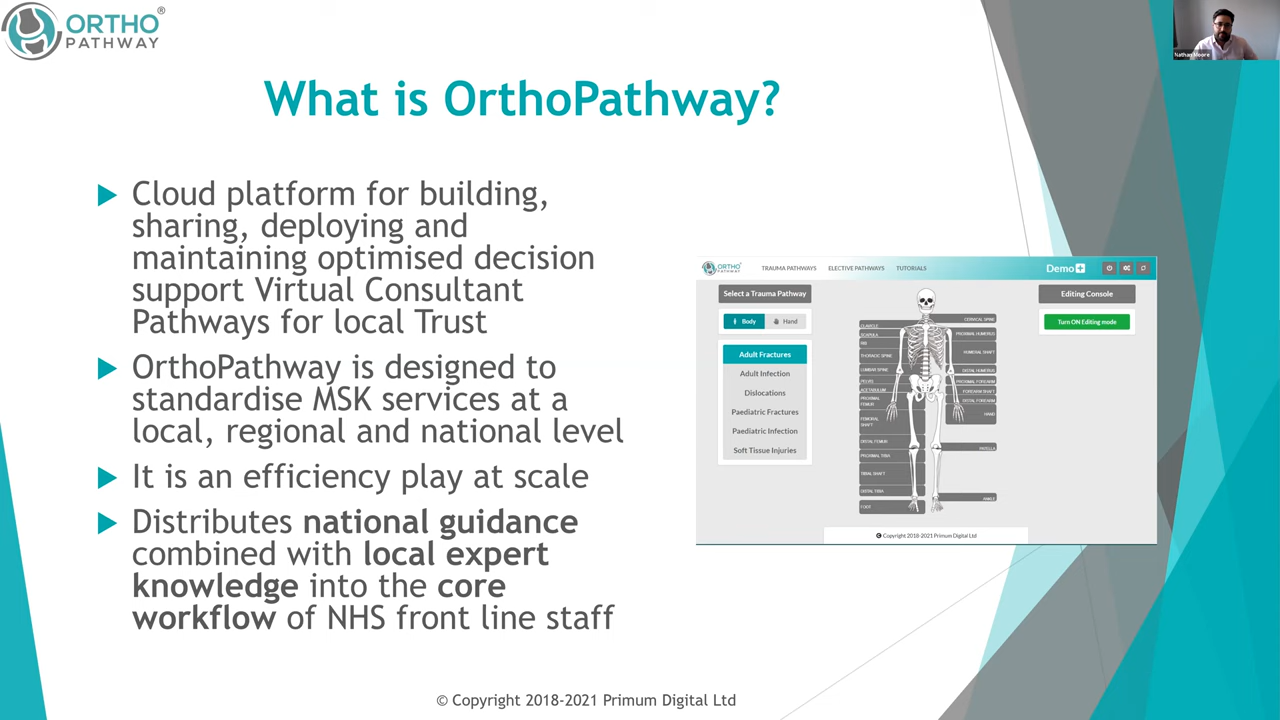 ORTHO®
PATHWAY
Nathan Moore
What is OrthoPathway?
Cloud platform for building,
sharing, deploying and
maintaining optimised decision
support Virtual Consultant
Pathways for local Trust
OrthoPathway is designed to
standardise MSK services at a
local, regional and national level
It is an efficiency play at scale
Distributes national guidance
combined with local expert
knowledge into the core
workflow of NHS front line staff
ORTHO
PATHWAY
TRAUMA PATHWAYS ELECTIVE PATHWAYS TUTORIALS
Demo
Select a Trauma Pathway
Body Hand
Adult Fractures
Adult Infection
Dislocations
Paediatric Fractures
Paediatric Infection
Soft Tissue Injuries
CLAVICLE
SCAPULA
RIB
THORACIC SPINE
LUMBAR SPINE
PELVIS
ACETABULUM
PROXIMAL
FEMUR
FEMORAL
SHAFT
DISTAL FEMUR
PROXIMAL TIBIA
TIBIAL SHAFT
DISTAL TIBIA
FOOT
CERVICAL SPINE
PROXIMAL HUMERUS
HUMERAL SHAFT
DISTAL HUMERUS
PROXIMAL FOREARM
FOREARM SHAFT
DISTAL FOREARM
HAND
PATELLA
ANKLE
Editing Console
Turn ON Editing mode
© Copyright 2018-2021 Primum Digital Ltd
© Copyright 2018-2021 Primum Digital Ltd